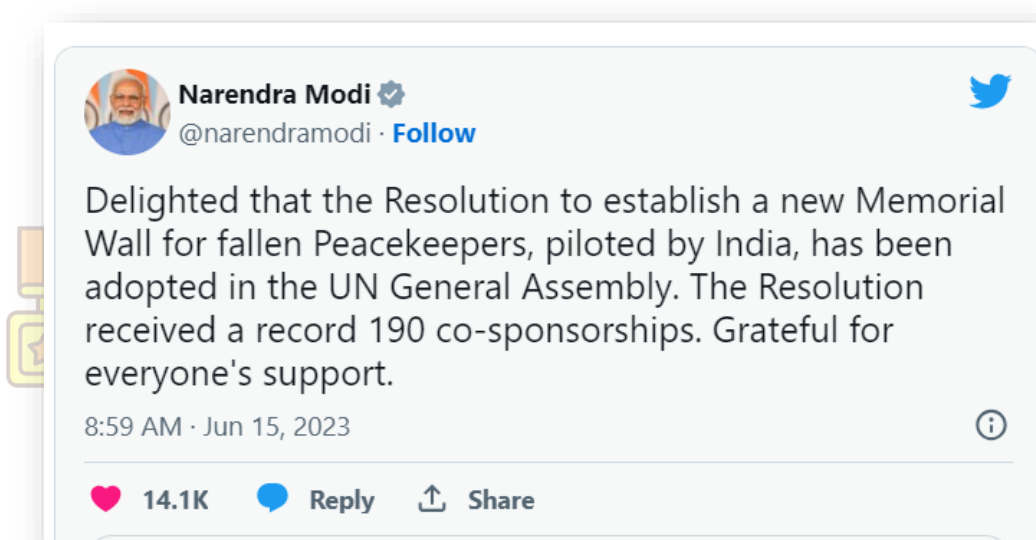 Narendra Modi
@narendramodi · Follow
Delighted that the Resolution to establish a new Memorial
Wall for fallen Peacekeepers, piloted by India, has been
adopted in the UN General Assembly. The Resolution
received a record 190 co-sponsorships. Grateful for
everyone's support.
8:59 AM · Jun 15, 2023
14.1K Reply Share